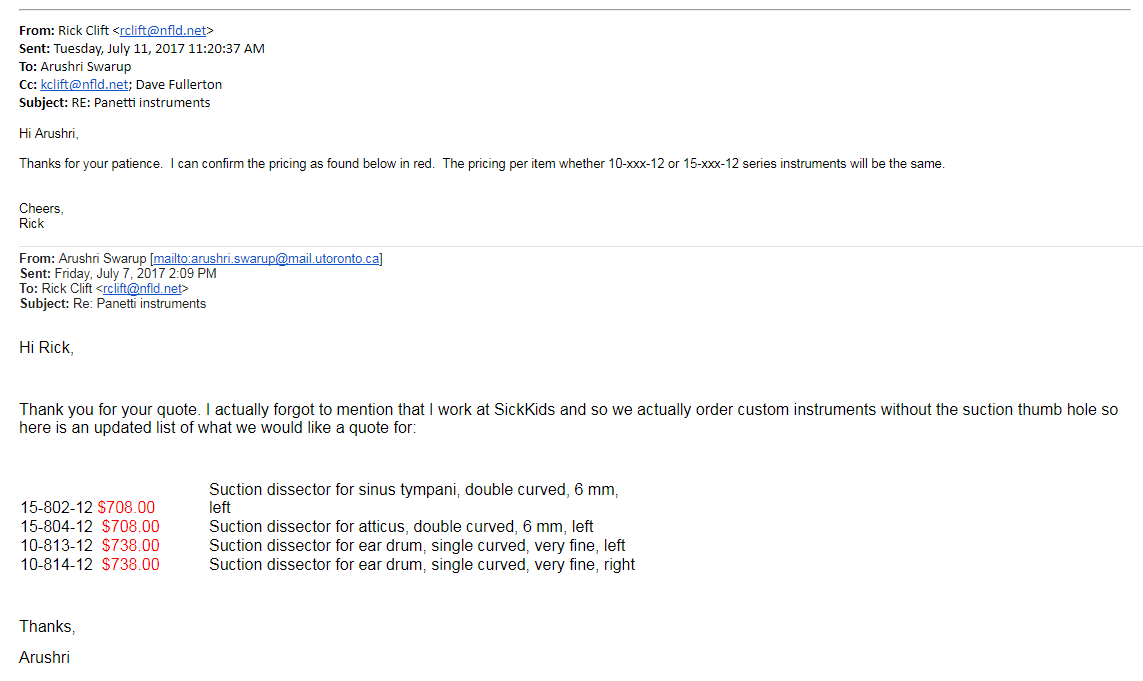 From: Rick Clift <rclift@nfld.net>
Sent: Tuesday, July 11, 2017 11:20:37 AM
To: Arushri Swarup
Cc: kclift@nfld.net; Dave Fullerton
Subject: RE: Panetti instruments
Hi Arushri,
Thanks for your patience.  I can confirm the pricing as found below in red.  The pricing per item whether 10-xxx-12 or 15-xxx-12 series instruments will be the same.
Cheers,
Rick
From: Arushri Swarup [mailto:arushri.swarup@mail.utoronto.ca]
Sent: Friday, July 7, 2017 2:09 PM
To: Rick Clift <rclift@nfld.net>
Subject: Re: Panetti instruments
Hi Rick,
Thank you for your quote. I actually forgot to mention that I work at SickKids and so we actually order custom instruments without the suction thumb hole so
here is an updated list of what we would like a quote for:
Suction dissector for sinus tympani, double curved, 6 mm,
15-802-12 $708.00 left
15-804-12 $708.00 Suction dissector for atticus, double curved, 6 mm, left
10-813-12 $738.00 Suction dissector for ear drum, single curved, very fine, left
10-814-12 $738.00 Suction dissector for ear drum, single curved, very fine, right
Thanks,
Arushri